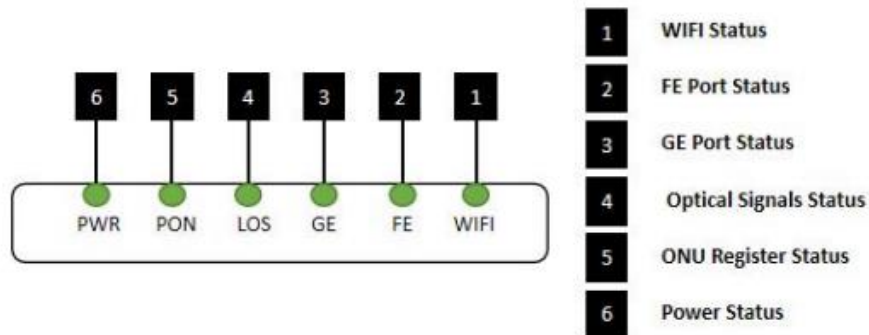 6 5 4 3 2 1
PWR PON LOS GE FE WIFI
1 WIFI Status
2 FE Port Status
3 GE Port Status
4 Optical Signals Status
5 ONU Register Status
6 Power Status